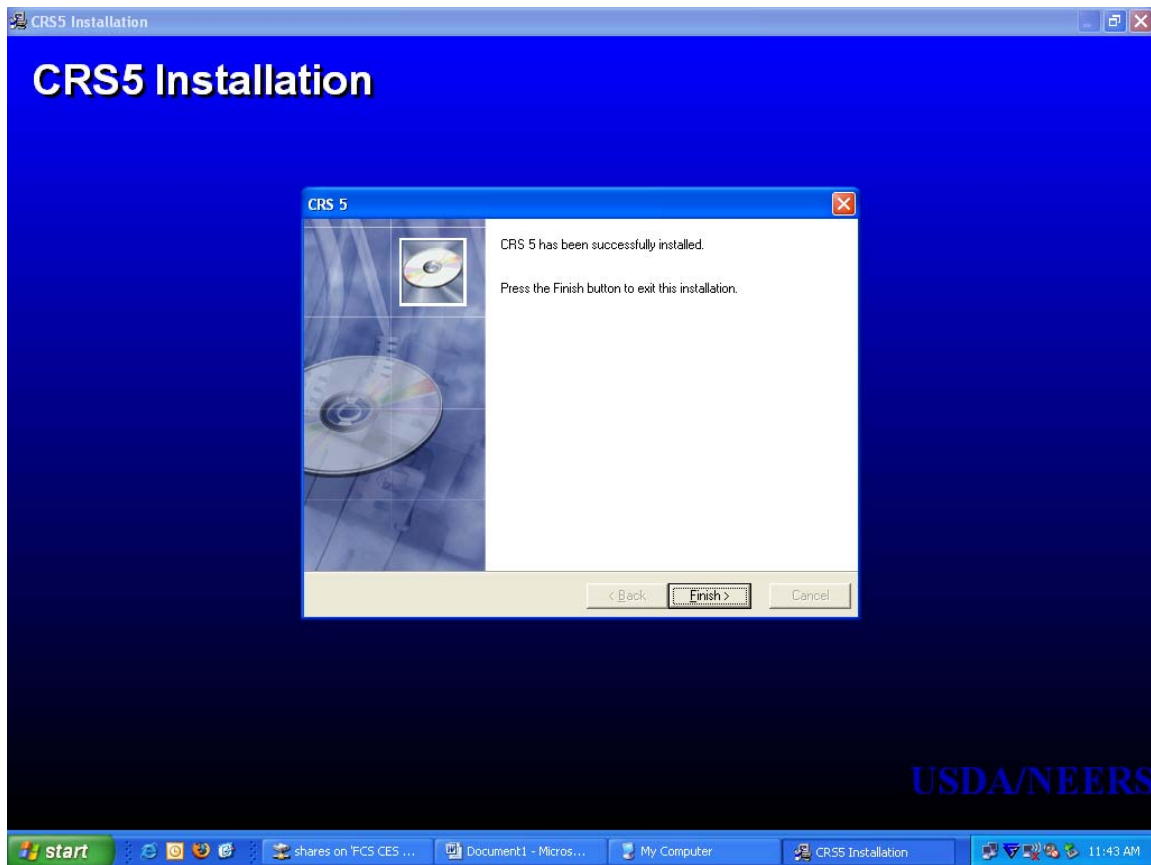 CRS5 Installation
CRS5 Installation
CRS 5
CRS 5 has been successfully installed.
Press the Finish button to exit this installation.
< Back
Finish >
Cancel
USDA/NEERS
start
shares on 'FCS CES ...
Document1 - Micros...
My Computer
CRS5 Installation
11:43 AM